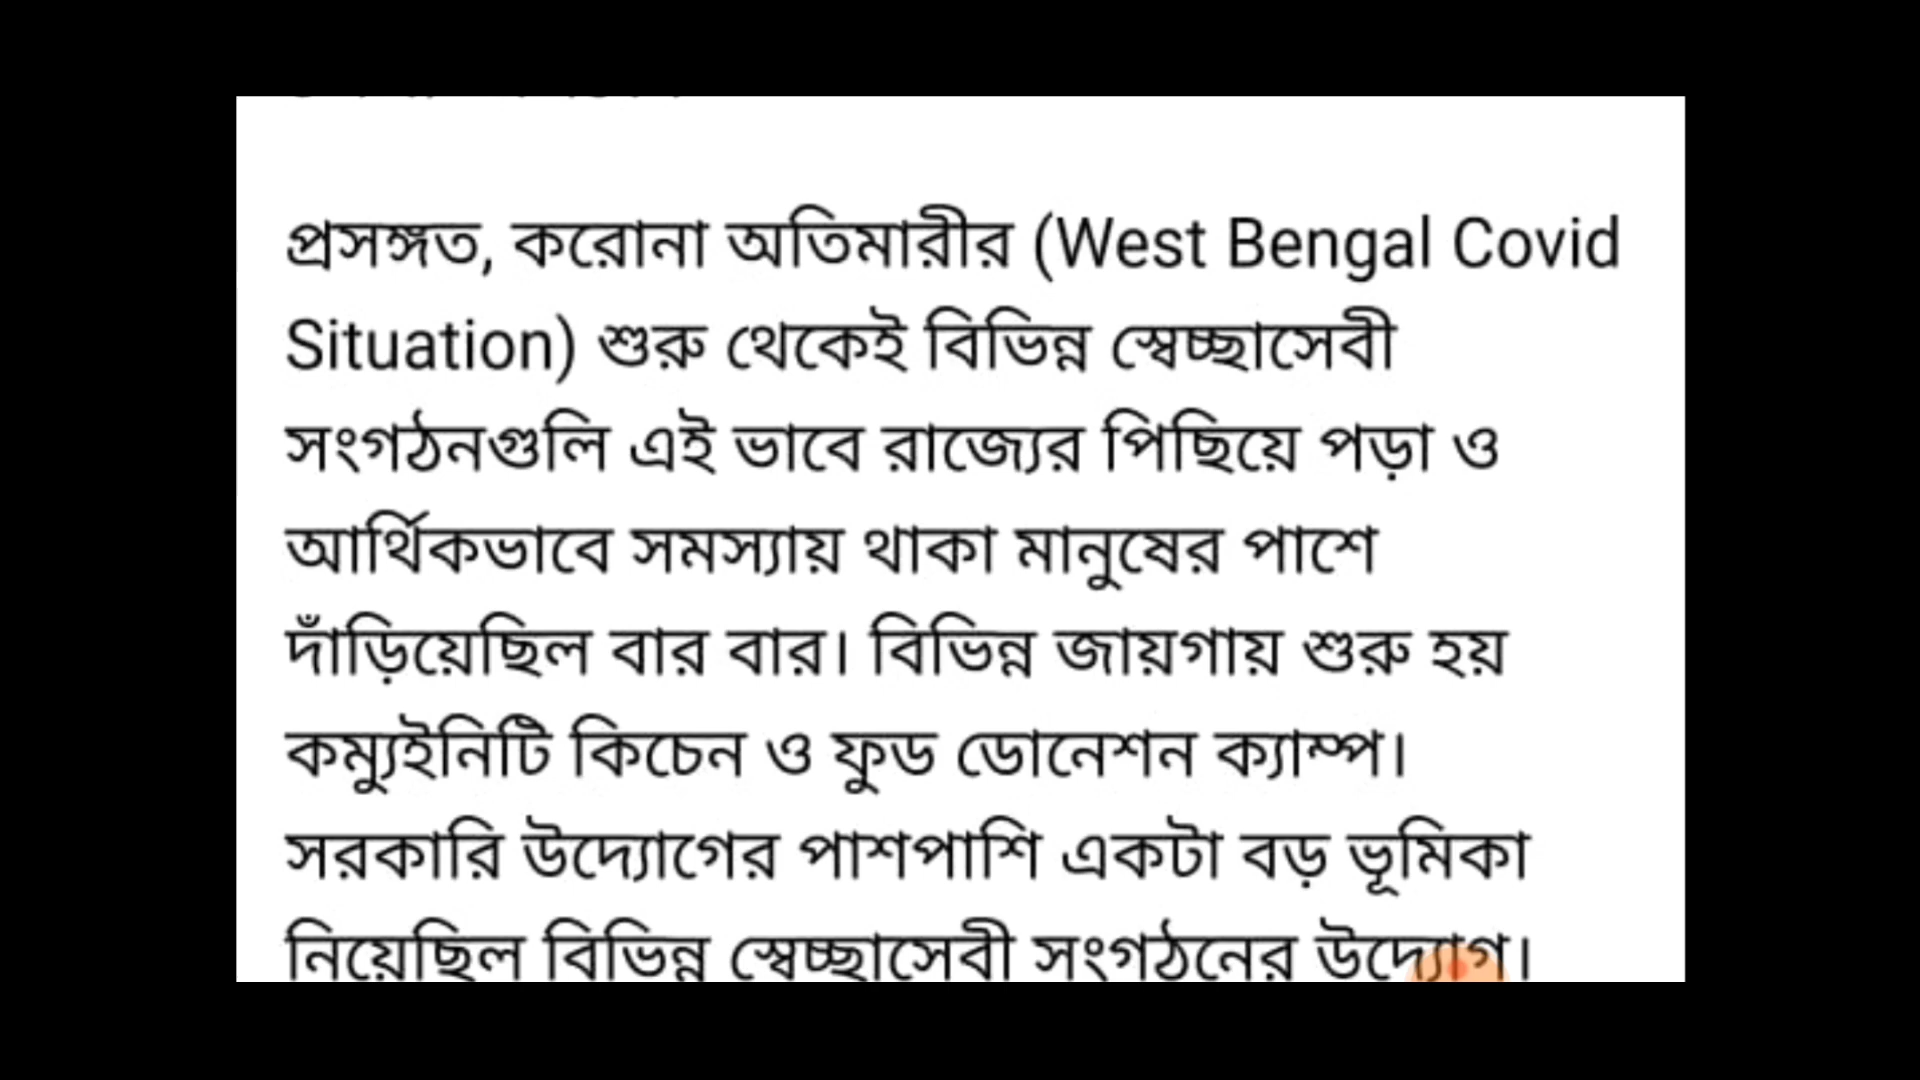 প্রসঙ্গত, করোনা অতিমারীর (West Bengal Covid
Situation) শুরু থেকেই বিভিন্ন স্বেচ্ছাসেবী
সংগঠনগুলি এই ভাবে রাজ্যের পিছিয়ে পড়া ও
আর্থিকভাবে সমস্যায় থাকা মানুষের পাশে
দাঁড়িয়েছিল বার বার। বিভিন্ন জায়গায় শুরু হয়
কম্যুইনিটি কিচেন ও ফুড ডোনেশন ক্যাম্প।
সরকারি উদ্যোগের পাশপাশি একটা বড় ভূমিকা
নিয়েছিল বিভিন্ন স্বেচ্ছাসেবী সংগঠনের উদ্যোগ।